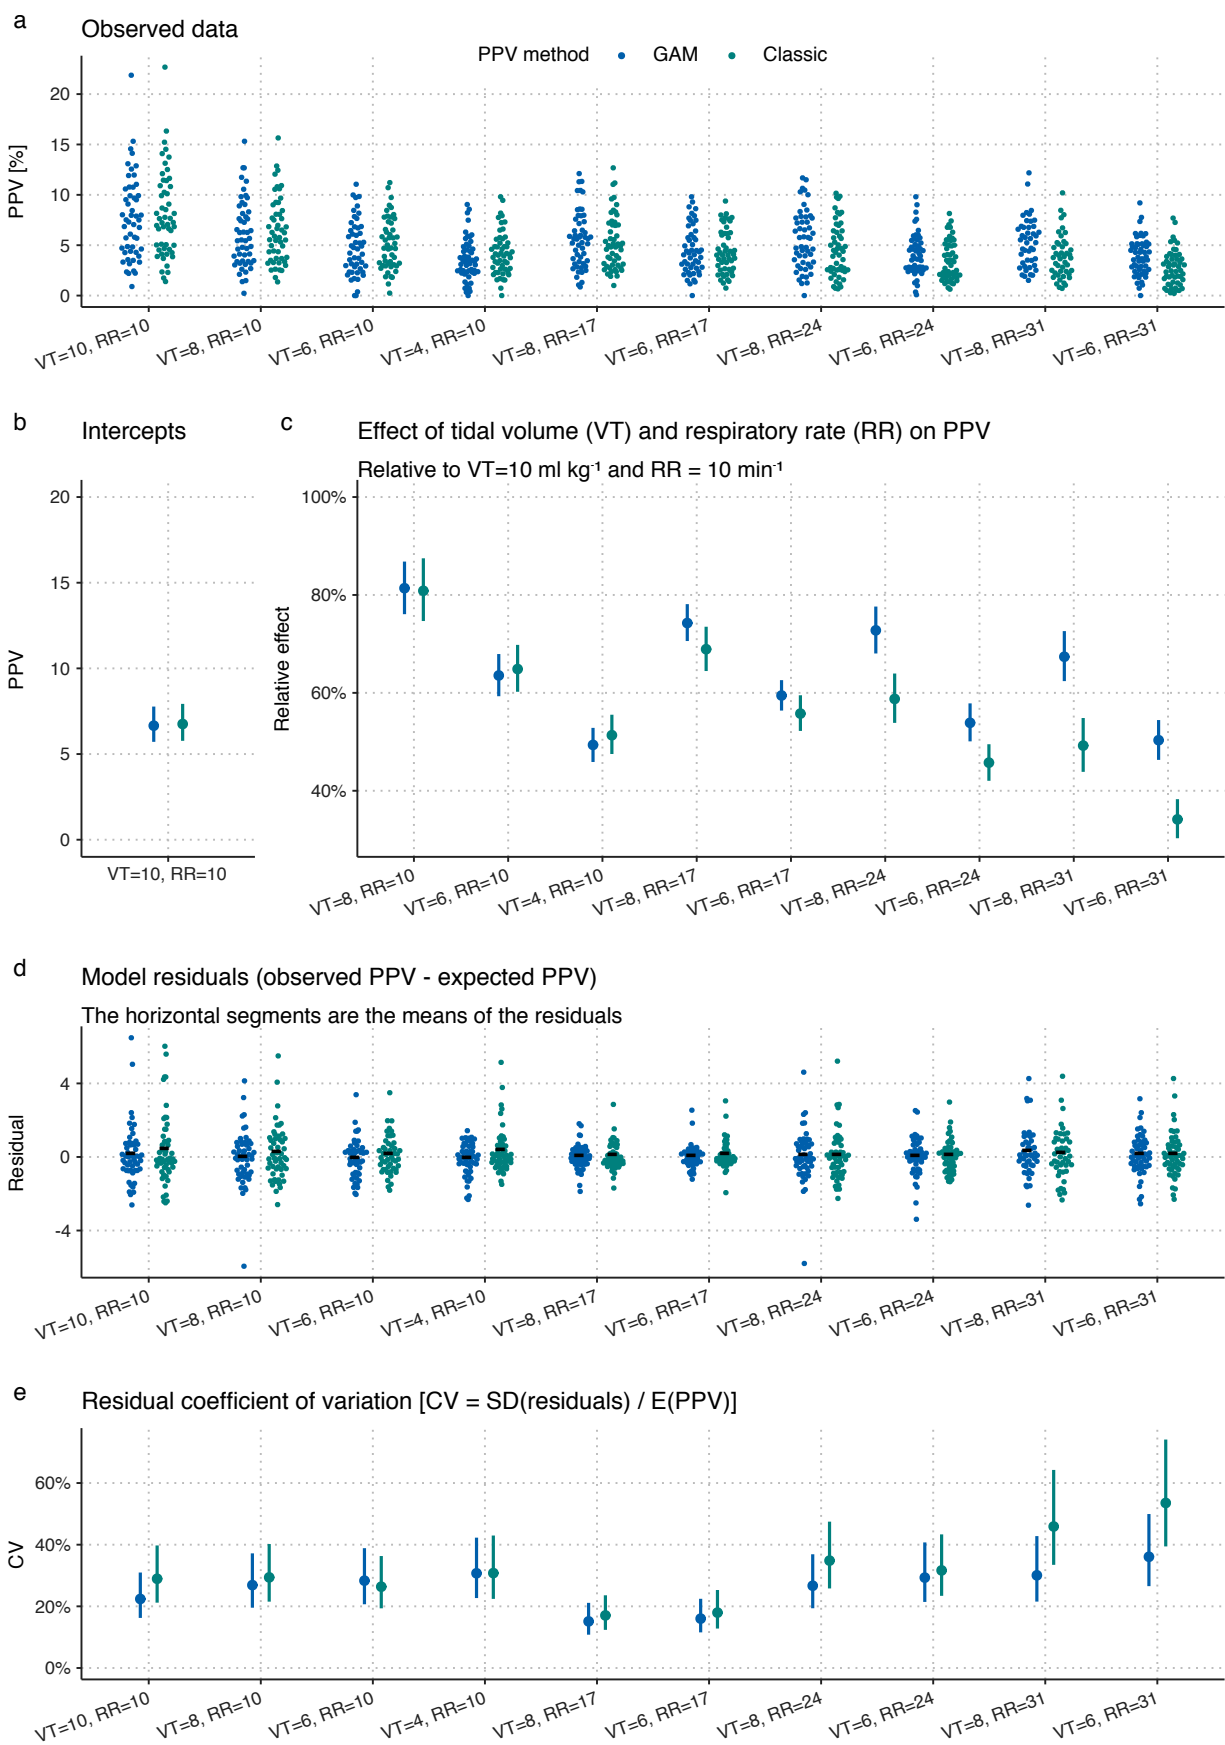 a
Observed data
PPV method GAM Classic
PPV [%]
20
15
10
5
0
VT=10, RR=10
VT=8, RR=10
VT=6, RR=10
VT=4, RR=10
VT=8, RR=17
VT=6, RR=17
VT=8, RR=24
VT=6, RR=24
VT=8, RR=31
VT=6, RR=31
b
Intercepts
PPV
20
15
10
5
0
VT=10, RR=10
c
Effect of tidal volume (VT) and respiratory rate (RR) on PPV
Relative to VT=10 ml kg⁻¹ and RR = 10 min⁻¹
Relative effect
100%
80%
60%
40%
VT=8, RR=10
VT=6, RR=10
VT=4, RR=10
VT=8, RR=17
VT=6, RR=17
VT=8, RR=24
VT=6, RR=24
VT=8, RR=31
VT=6, RR=31
d
Model residuals (observed PPV - expected PPV)
The horizontal segments are the means of the residuals
Residual
4
0
-4
VT=10, RR=10
VT=8, RR=10
VT=6, RR=10
VT=4, RR=10
VT=8, RR=17
VT=6, RR=17
VT=8, RR=24
VT=6, RR=24
VT=8, RR=31
VT=6, RR=31
e
Residual coefficient of variation [CV = SD(residuals) / E(PPV)]
CV
60%
40%
20%
0%
VT=10, RR=10
VT=8, RR=10
VT=6, RR=10
VT=4, RR=10
VT=8, RR=17
VT=6, RR=17
VT=8, RR=24
VT=6, RR=24
VT=8, RR=31
VT=6, RR=31